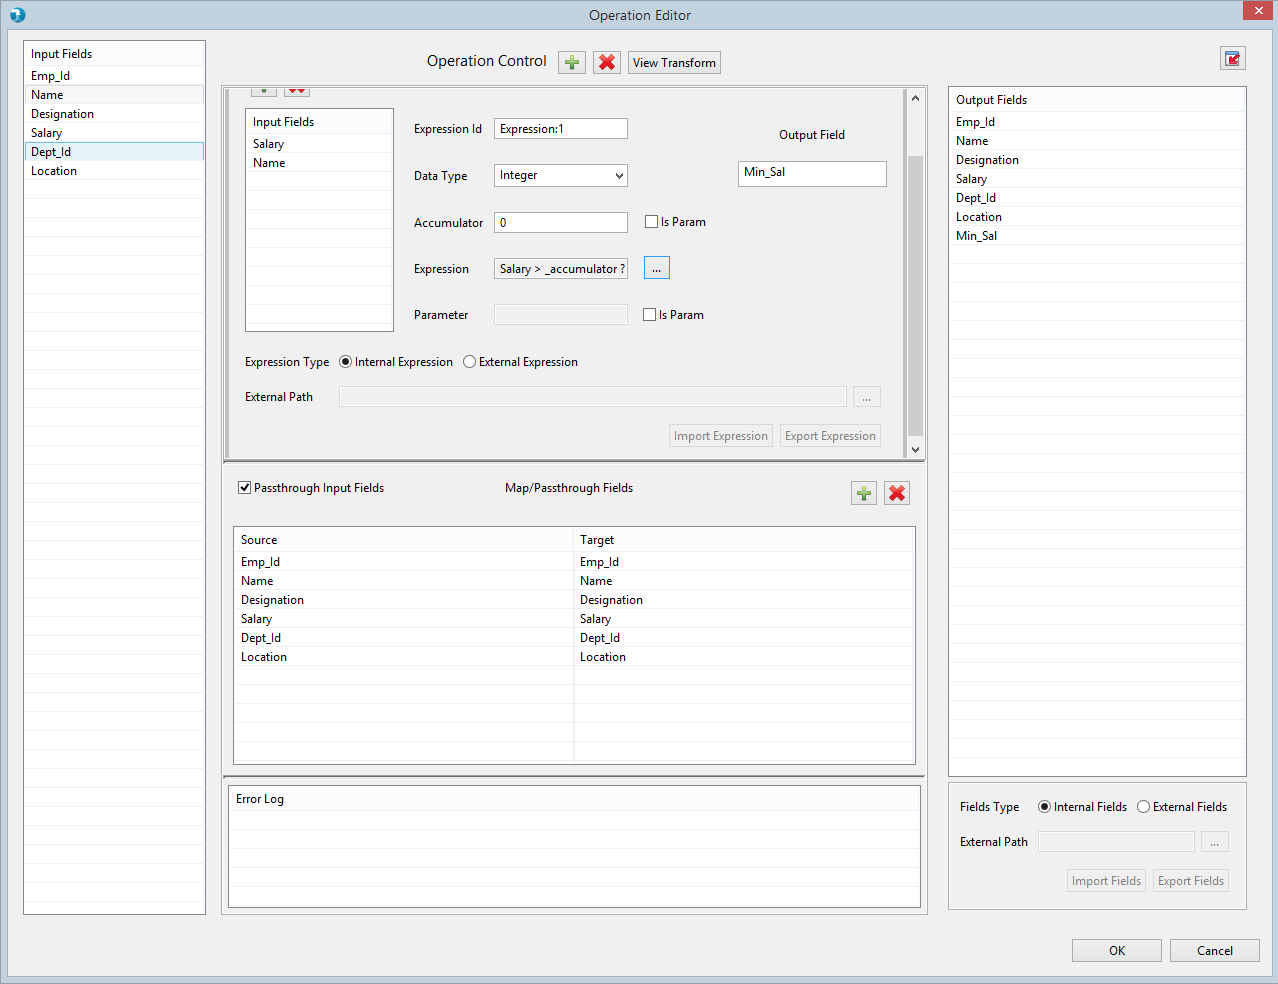 Operation Editor
Input Fields
Emp_Id
Name
Designation
Salary
Dept_Id
Location
Operation Control
View Transform
Input Fields
Salary
Name
Expression Id
Expression:1
Data Type
Integer
Accumulator
0
Is Param
Expression
Salary > _accumulator ?
...
Parameter
Is Param
Output Field
Min_Sal
Expression Type
Internal Expression
External Expression
External Path
...
Import Expression
Export Expression
Passthrough Input Fields
Map/Passthrough Fields
Source Target
Emp_Id Emp_Id
Name Name
Designation Designation
Salary Salary
Dept_Id Dept_Id
Location Location
Error Log
Output Fields
Emp_Id
Name
Designation
Salary
Dept_Id
Location
Min_Sal
Fields Type
Internal Fields
External Fields
External Path
...
Import Fields
Export Fields
OK
Cancel